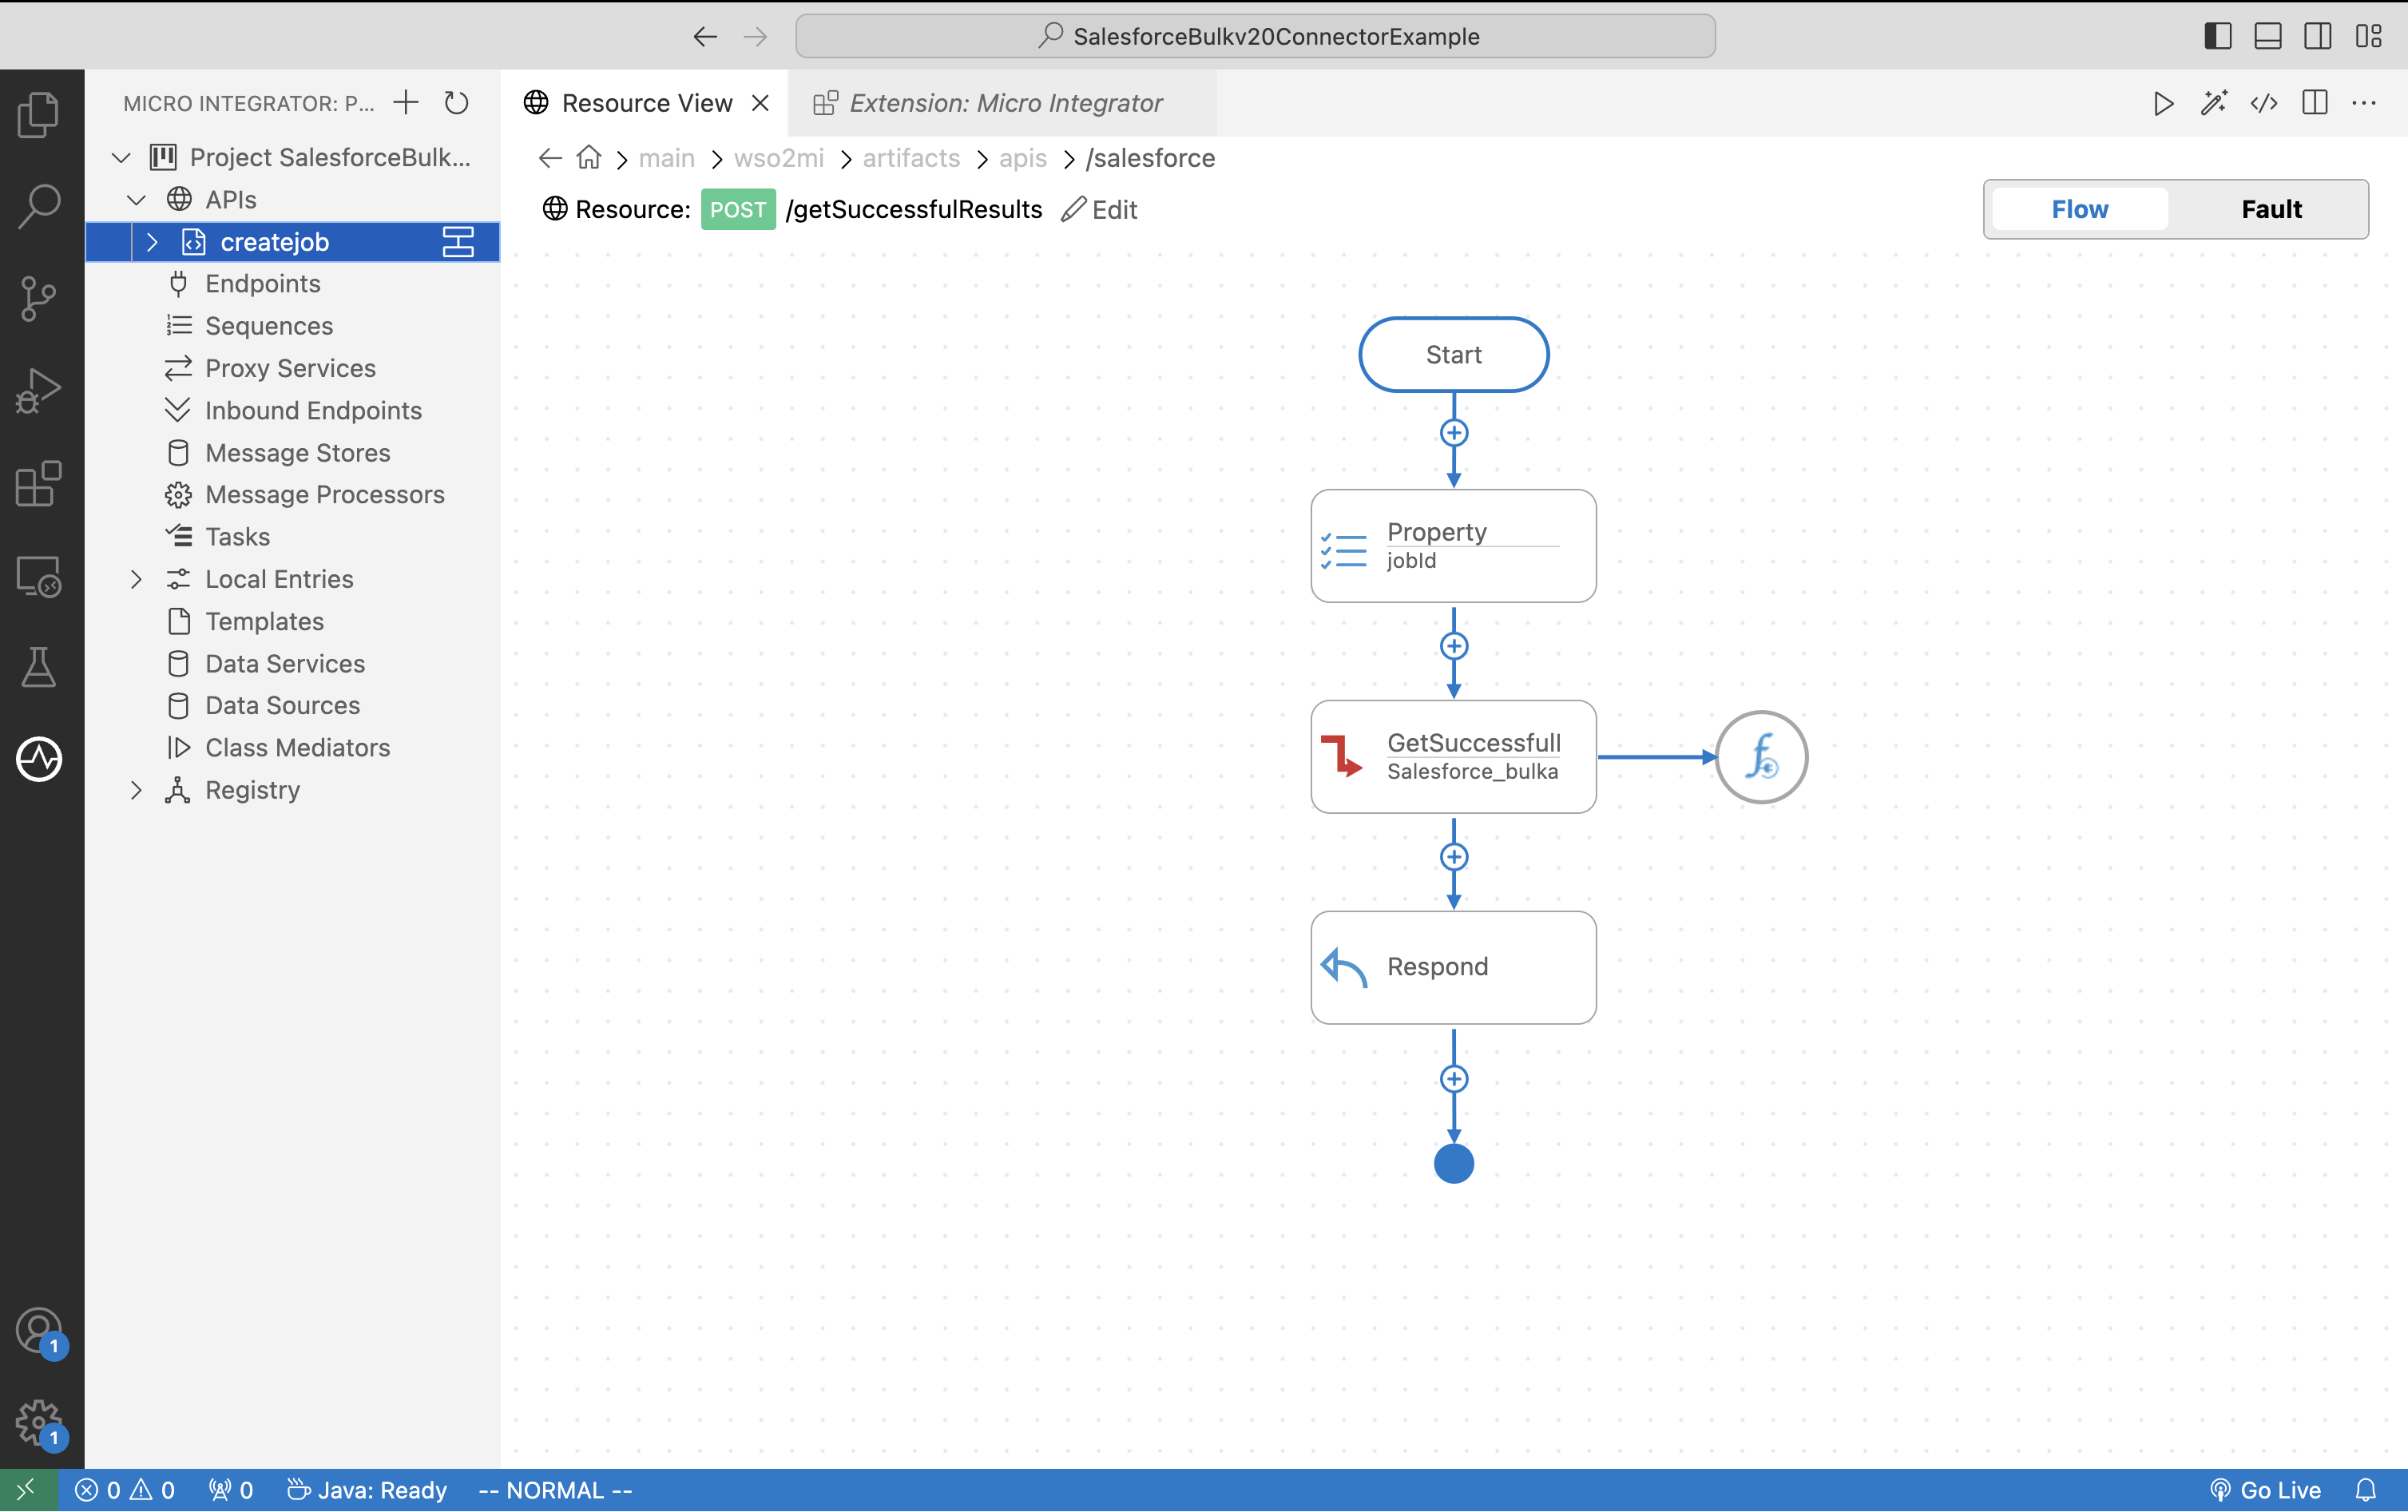 SalesforceBulkv20ConnectorExample
MICRO INTEGRATOR: P...
Resource View
Extension: Micro Integrator
main > wso2mi > artifacts > apis > /salesforce
Resource: POST /getSuccessfulResults Edit
Flow
Fault
Project SalesforceBulk...
APIs
createjob
Endpoints
Sequences
Proxy Services
Inbound Endpoints
Message Stores
Message Processors
Tasks
Local Entries
Templates
Data Services
Data Sources
Class Mediators
Registry
Start
Property
jobId
GetSuccessfull
Salesforce_bulka
Respond
1
1
0 0 0 Java: Ready -- NORMAL --
Go Live